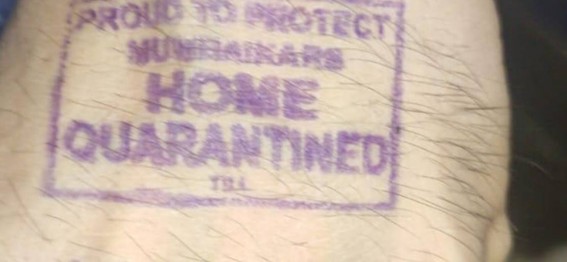 PROUD TO PROTECT
MUMBAIKARS
HOME
QUARANTINED